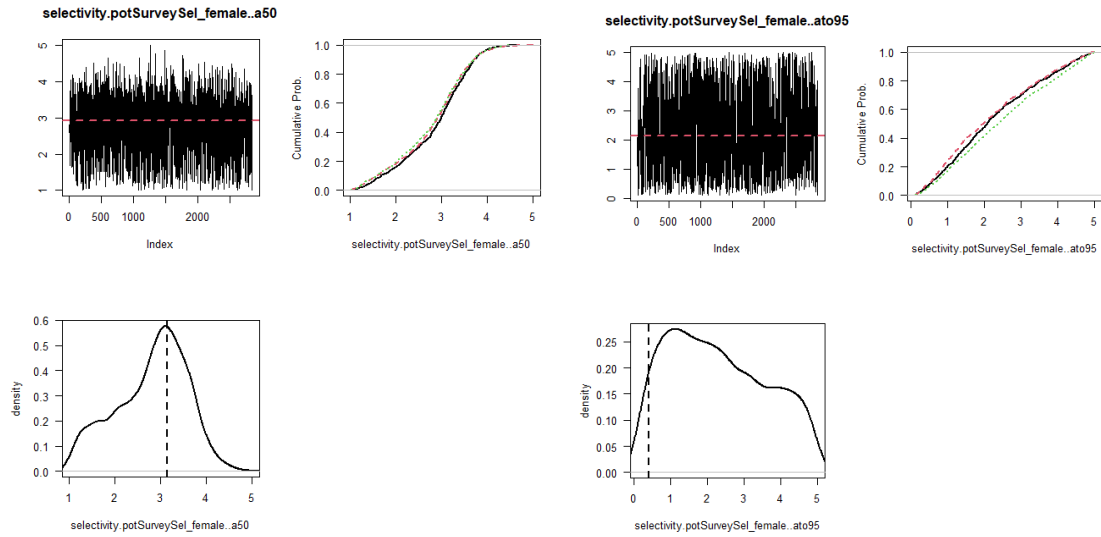 selectivity.potSurveySel_female..a50
5
4
3
2
1
0 500 1000 2000
Index
Cumulative Prob.
1.0
0.8
0.6
0.4
0.2
0.0
1 2 3 4 5
selectivity.potSurveySel_female..a50
selectivity.potSurveySel_female..ato95
5
4
3
2
1
0
0 500 1000 2000
Index
Cumulative Prob.
1.0
0.8
0.6
0.4
0.2
0.0
0 1 2 3 4 5
selectivity.potSurveySel_female..ato95
density
0.6
0.5
0.4
0.3
0.2
0.1
0.0
1 2 3 4 5
selectivity.potSurveySel_female..a50
density
0.25
0.20
0.15
0.10
0.05
0.00
0 1 2 3 4 5
selectivity.potSurveySel_female..ato95